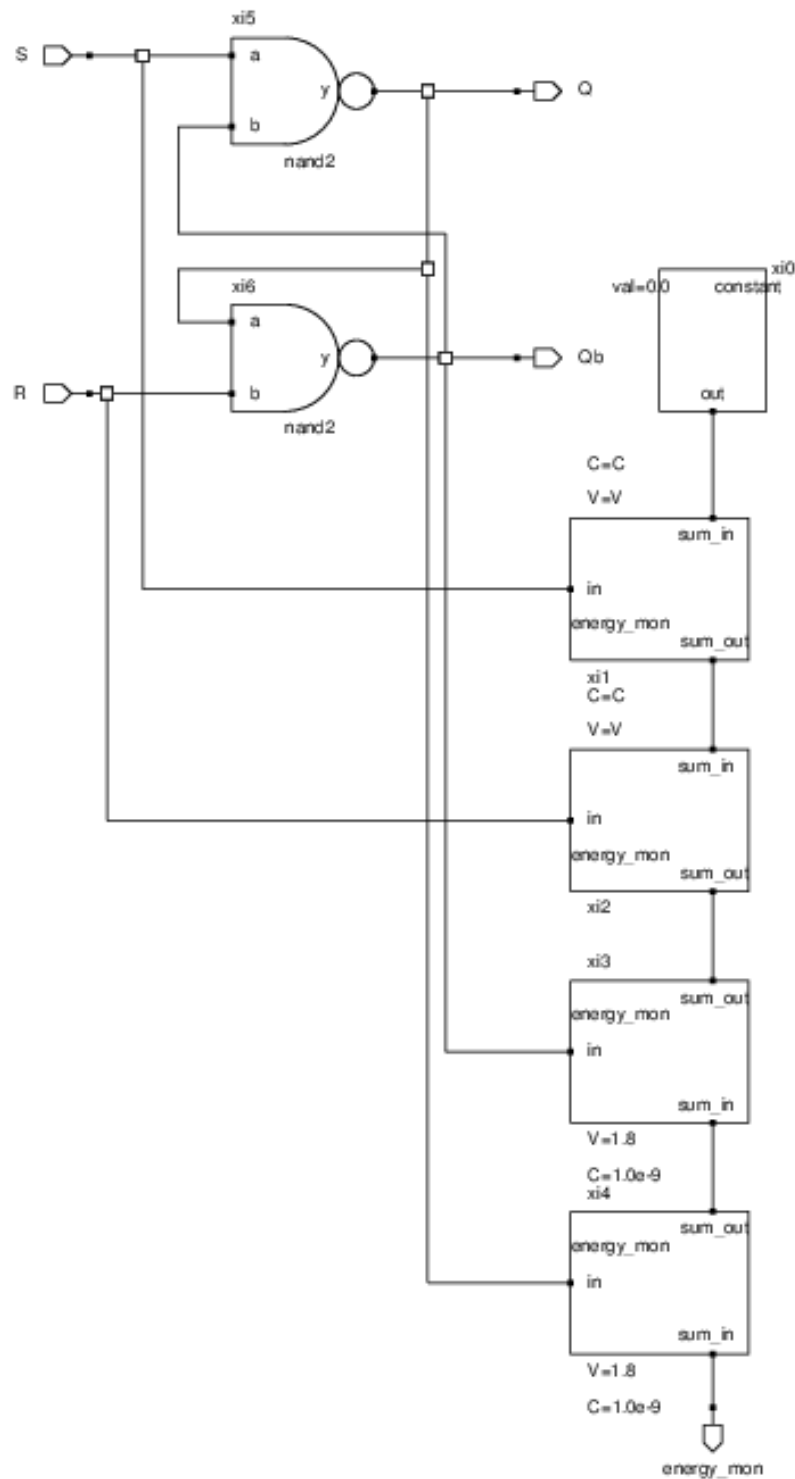 xi5
S
a
y
Q
b
nand2
xi6
xi0
val=0.0 constant
a
y
Qb
R
b
out
nand2
C=C
V=V
sum_in
in
energy_mon
sum_out
xi1
C=C
V=V
sum_in
in
energy_mon
sum_out
xi2
xi3
sum_out
energy_mon
in
sum_in
V=1.8
C=1.0e-9
xi4
sum_out
energy_mon
in
sum_in
V=1.8
C=1.0e-9
energy_mon